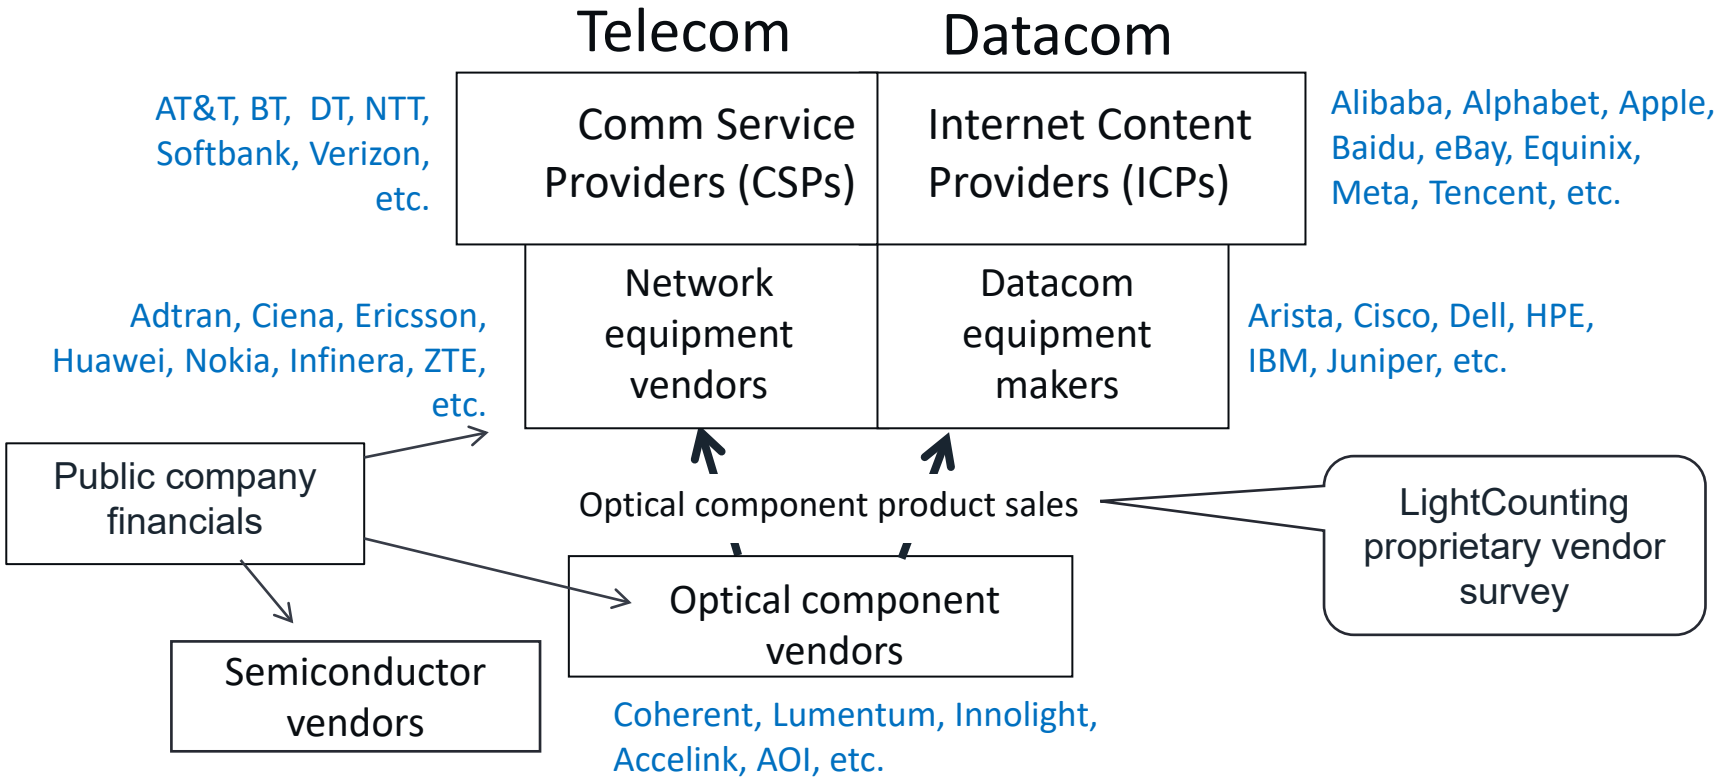 Telecom
Datacom
AT&T, BT,  DT, NTT,
Softbank, Verizon,
etc.
Comm Service
Providers (CSPs)
Internet Content
Providers (ICPs)
Alibaba, Alphabet, Apple,
Baidu, eBay, Equinix,
Meta, Tencent, etc.
Adtran, Ciena, Ericsson,
Huawei, Nokia, Infinera, ZTE,
etc.
Network
equipment
vendors
Datacom
equipment
makers
Arista, Cisco, Dell, HPE,
IBM, Juniper, etc.
Public company
financials
Optical component product sales
LightCounting
proprietary vendor
survey
Optical component
vendors
Semiconductor
vendors
Coherent, Lumentum, Innolight,
Accelink, AOI, etc.